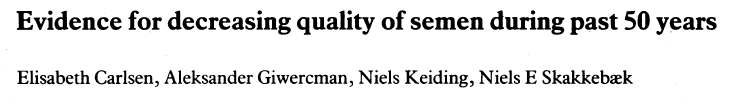 Evidence for decreasing quality of semen during past 50 years
Elisabeth Carlsen, Aleksander Giwercman, Niels Keiding, Niels E Skakkebæk